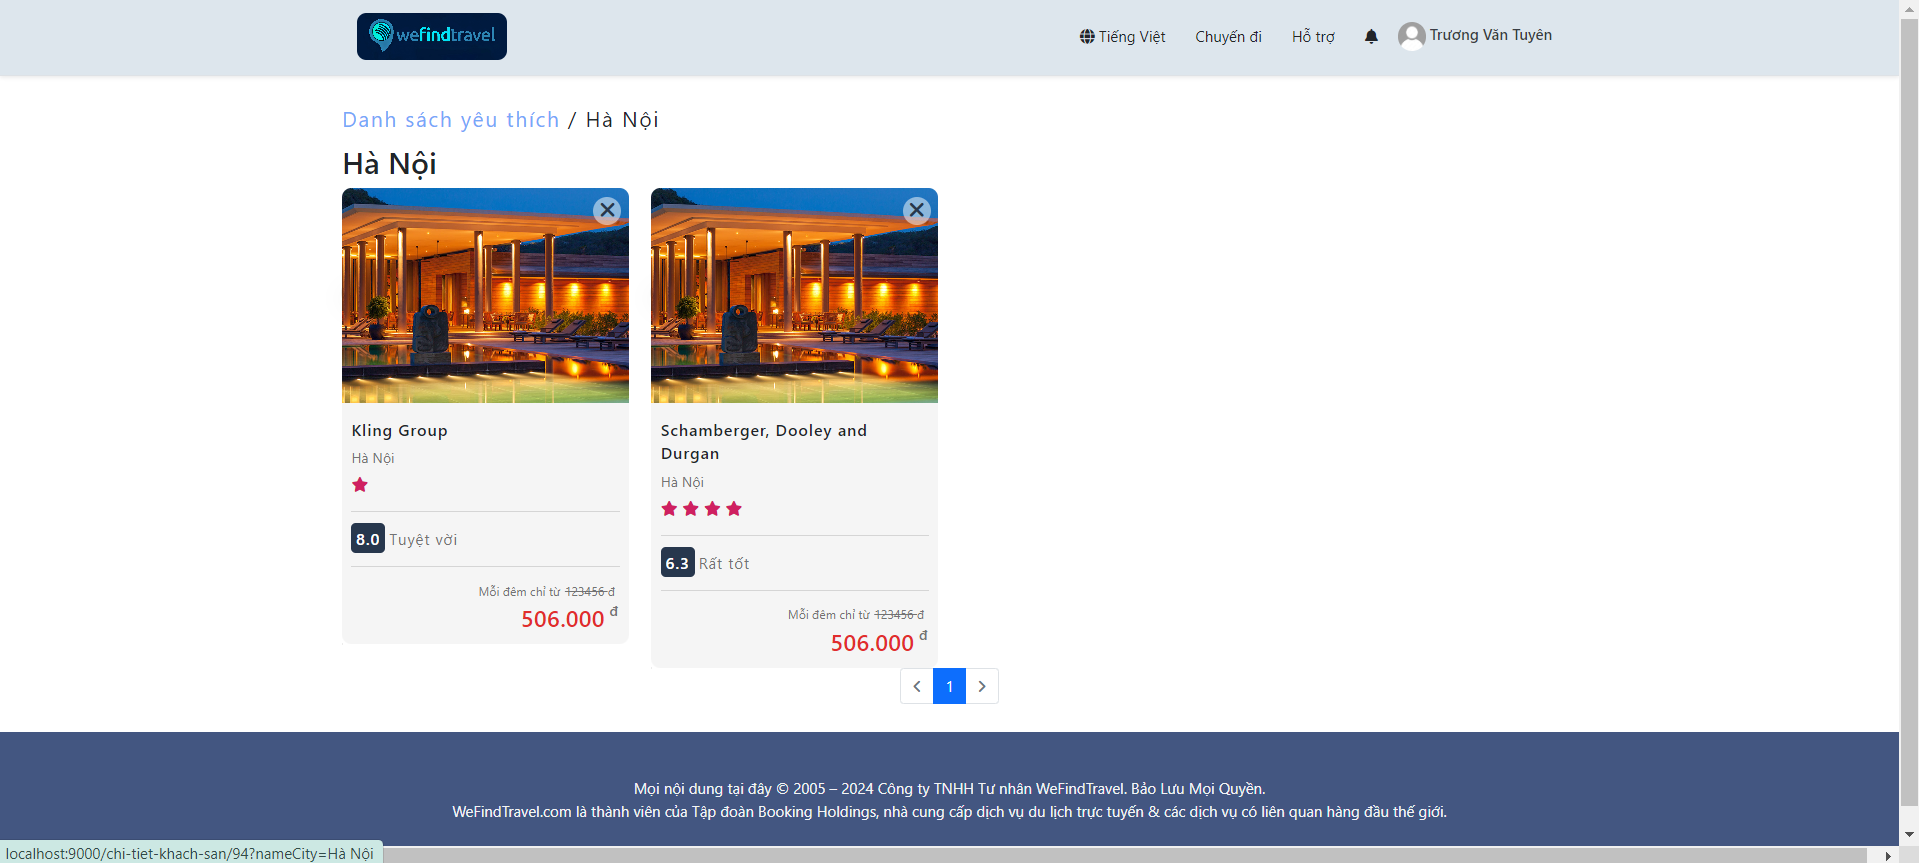 wefindtravel
Tiếng Việt
Chuyến đi
Hỗ trợ
Trương Văn Tuyên
Danh sách yêu thích / Hà Nội
Hà Nội
Kling Group
Hà Nội
8.0 Tuyệt vời
Mỗi đêm chỉ từ 123456 đ
506.000 đ
Schamberger, Dooley and
Durgan
Hà Nội
6.3 Rất tốt
Mỗi đêm chỉ từ 123456 đ
506.000 đ
1
Mọi nội dung tại đây © 2005 – 2024 Công ty TNHH Tư nhân WeFindTravel. Bảo Lưu Mọi Quyền.
WeFindTravel.com là thành viên của Tập đoàn Booking Holdings, nhà cung cấp dịch vụ du lịch trực tuyến & các dịch vụ có liên quan hàng đầu thế giới.
localhost:9000/chi-tiet-khach-san/94?nameCity=Hà Nội